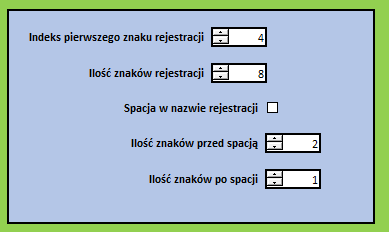 Indeks pierwszego znaku rejestracji 4
Ilość znaków rejestracji 8
Spacja w nazwie rejestracji
Ilość znaków przed spacją 2
Ilość znaków po spacji 1